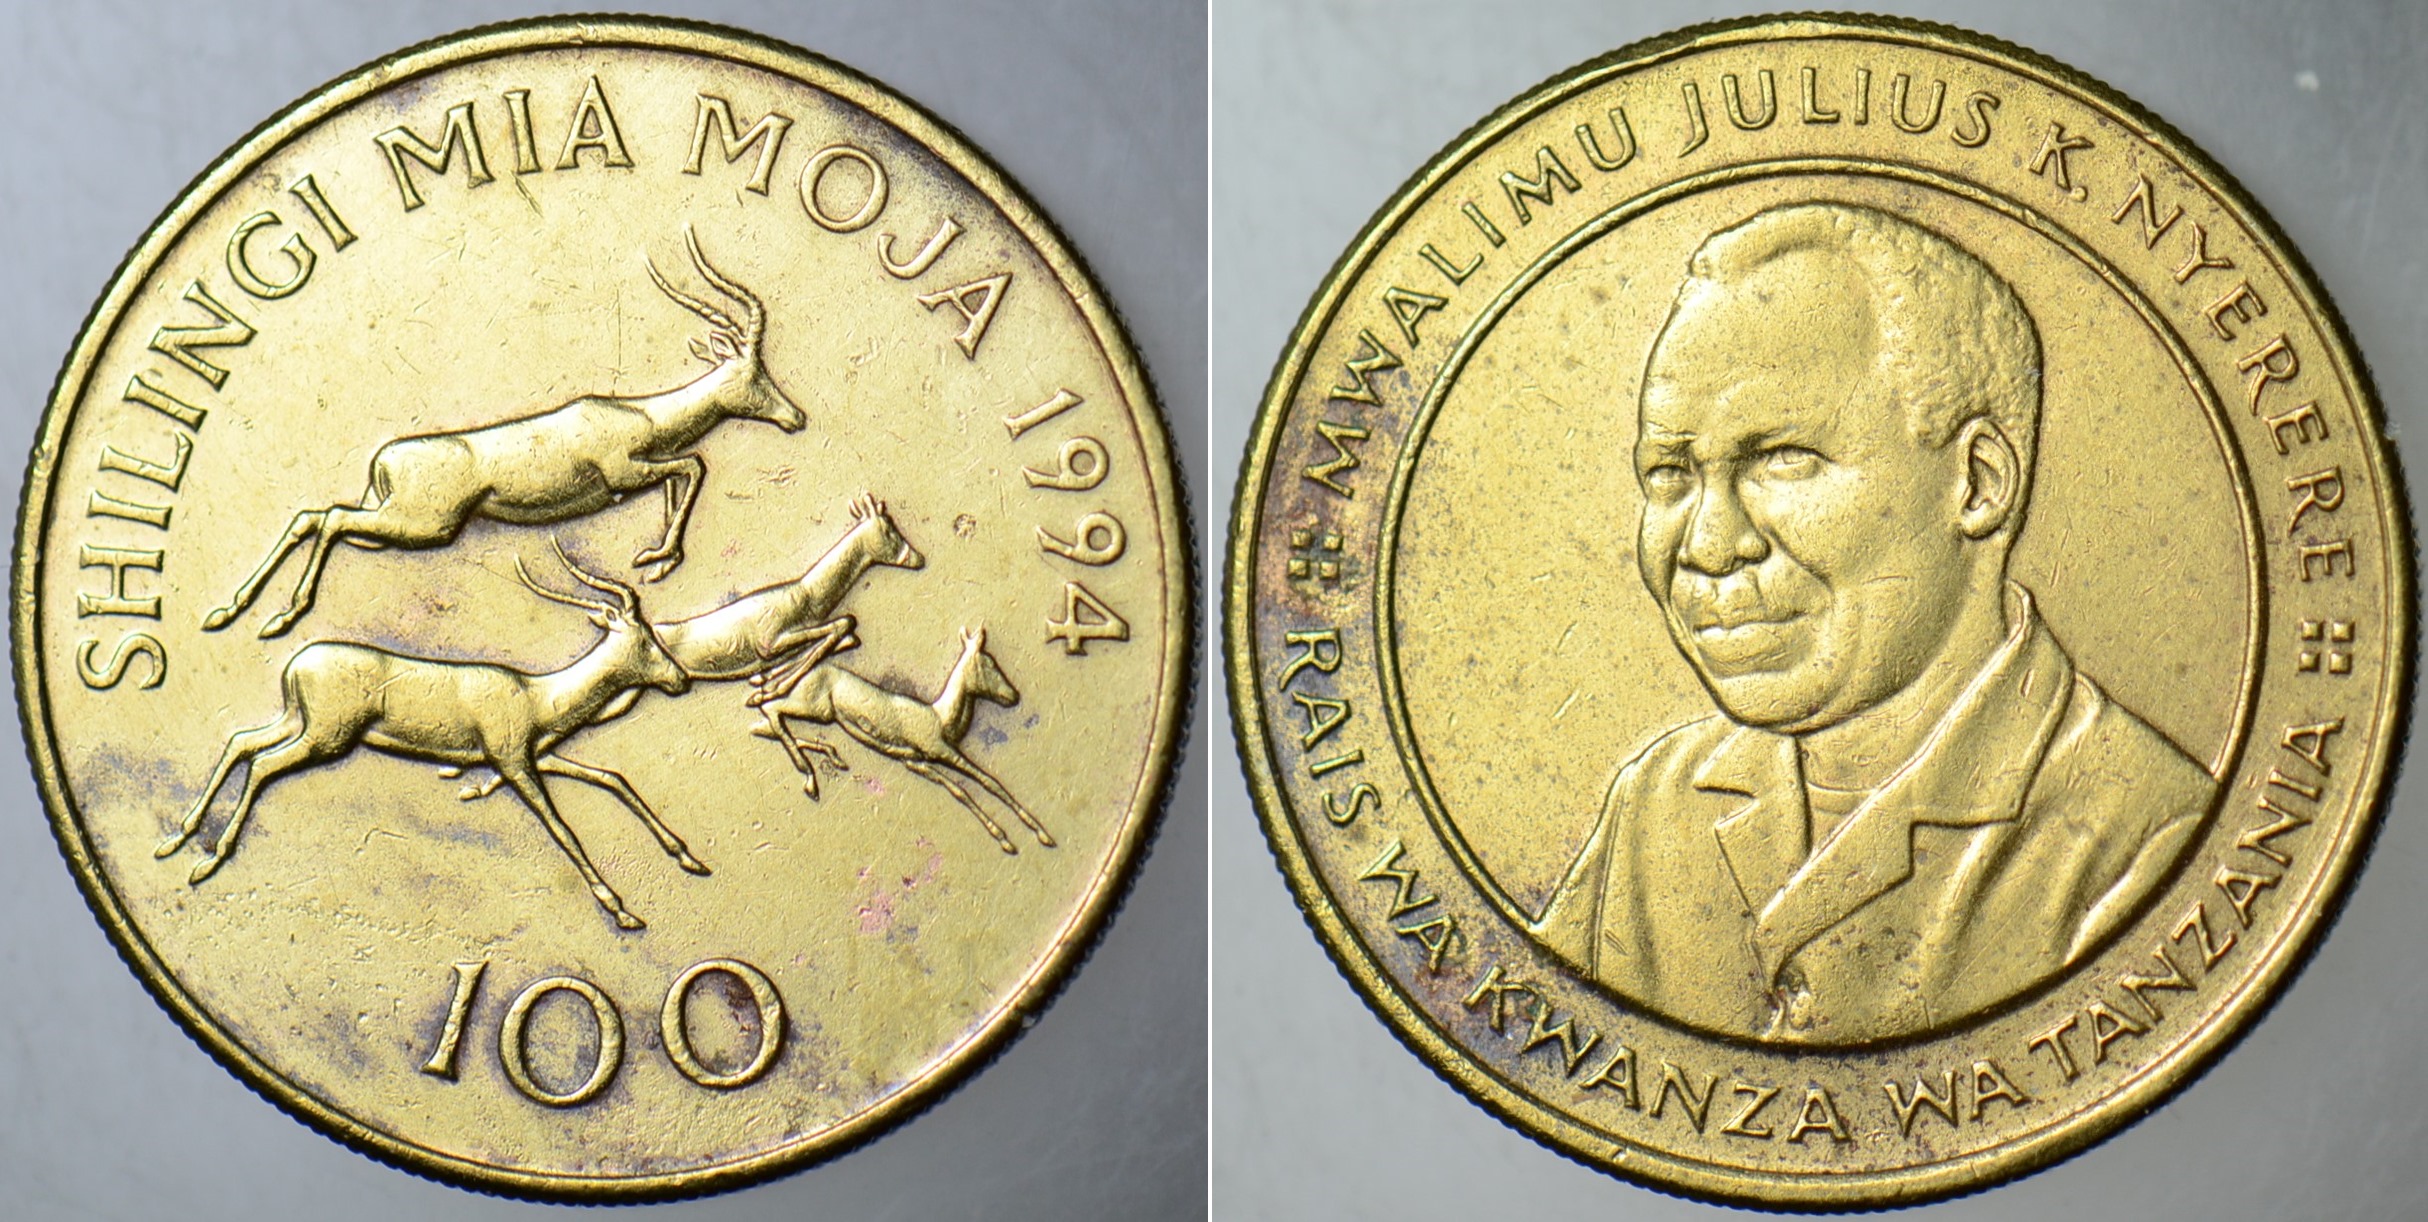 SHILINGI MIA MOJA 1994
100
MWALIMU JULIUS K. NYERERE
RAIS WA KWANZA WA TANZANIA